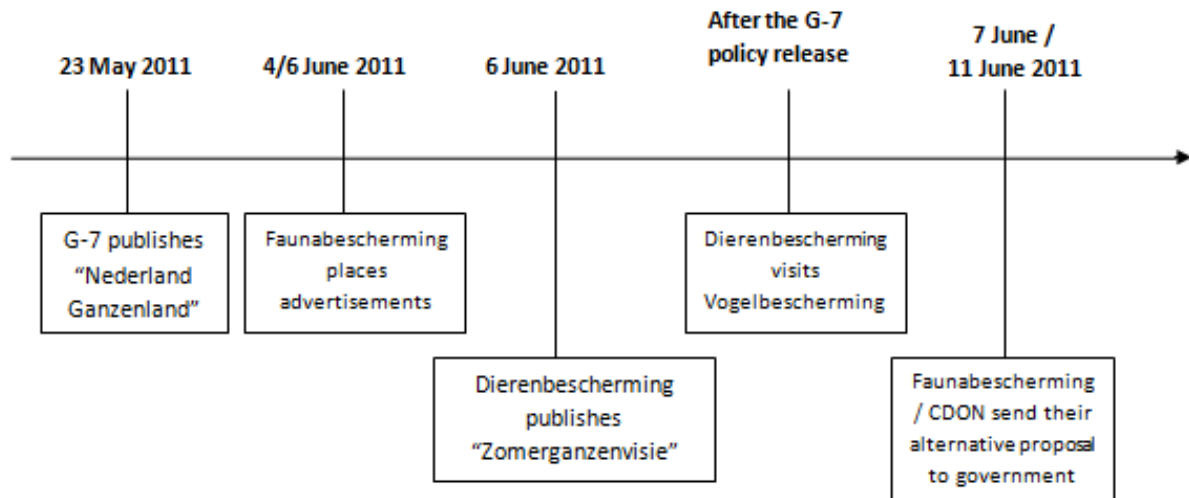 23 May 2011
4/6 June 2011
6 June 2011
After the G-7
policy release
7 June /
11 June 2011
G-7 publishes
“Nederland
Ganzenland”
Faunabescherming
places
advertisements
Dierenbescherming
publishes
“Zomerganzenvisie”
Dierenbescherming
visits
Vogelbescherming
Faunabescherming
/ CDON send their
alternative proposal
to government